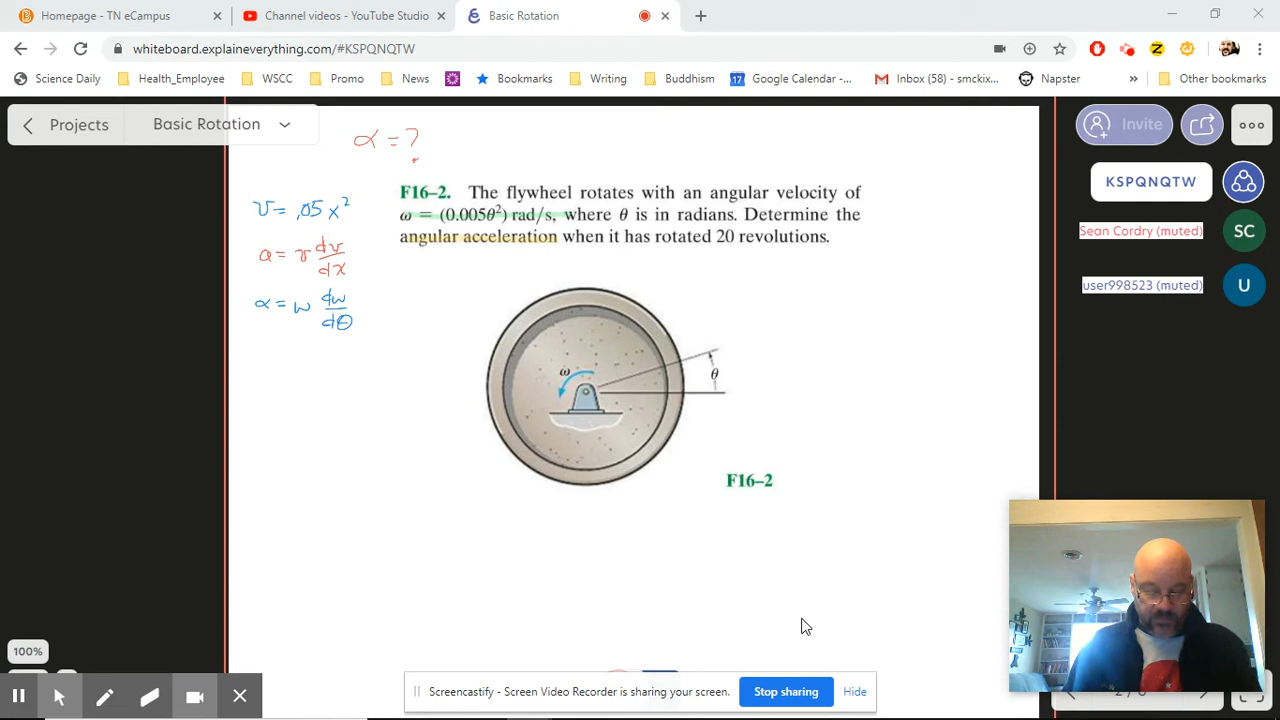 Homepage - TN eCampus
Channel videos - YouTube Studio
Basic Rotation
whiteboard.explaineverything.com/#KSPQNQTW
Science Daily
Health_Employee
WSCC
Promo
News
Bookmarks
Writing
Buddhism
17
Google Calendar -...
Inbox (58) - smckix...
Napster
»
Other bookmarks
Projects
Basic Rotation
Invite
α = ?
KSPQNQTW
Sean Cordry (muted)
SC
user998523 (muted)
U
v = .05 x²
a = v dv/dx
α = ω dω/dθ
F16–2. The flywheel rotates with an angular velocity of
ω = (0.005θ²) rad/s, where θ is in radians. Determine the
angular acceleration when it has rotated 20 revolutions.
ω
θ
F16–2
100%
Screencastify - Screen Video Recorder is sharing your screen.
Stop sharing
Hide